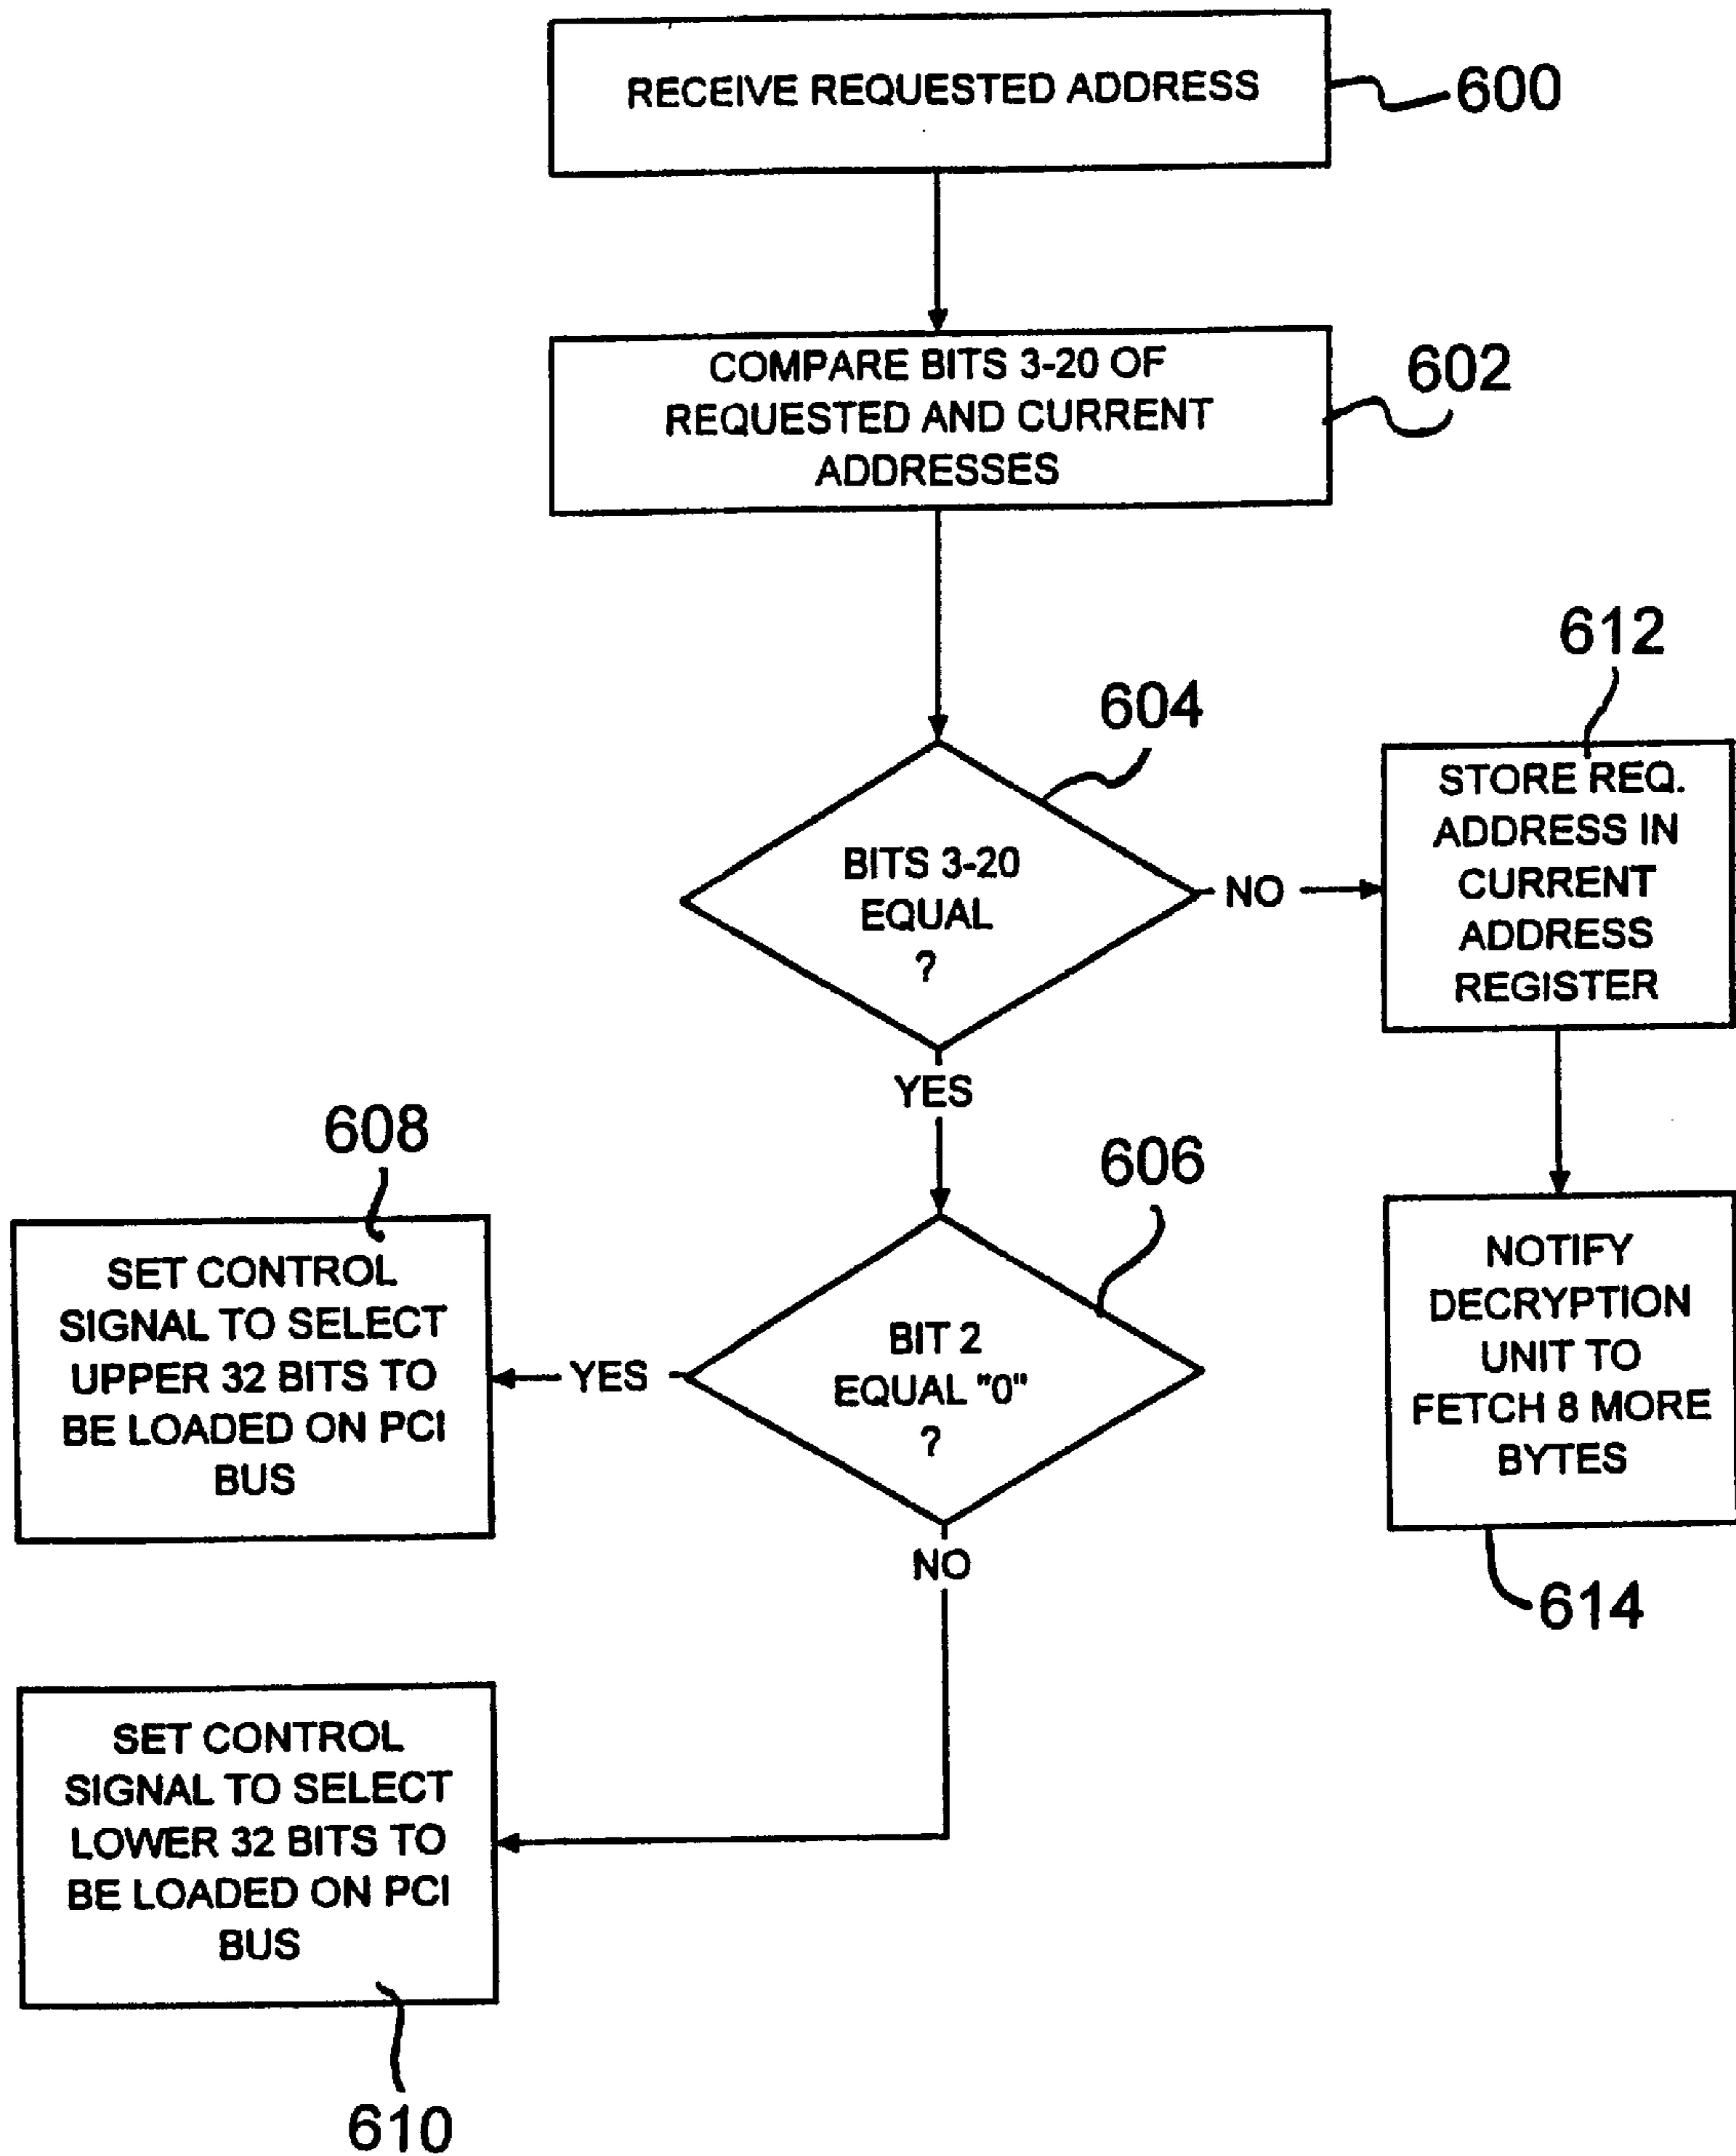 RECEIVE REQUESTED ADDRESS
600
COMPARE BITS 3-20 OF
REQUESTED AND CURRENT
ADDRESSES
602
604
BITS 3-20
EQUAL
?
NO
612
STORE REQ.
ADDRESS IN
CURRENT
ADDRESS
REGISTER
YES
606
BIT 2
EQUAL "0"
?
YES
608
SET CONTROL
SIGNAL TO SELECT
UPPER 32 BITS TO
BE LOADED ON PCI
BUS
NOTIFY
DECRYPTION
UNIT TO
FETCH 8 MORE
BYTES
614
NO
SET CONTROL
SIGNAL TO SELECT
LOWER 32 BITS TO
BE LOADED ON PCI
BUS
610